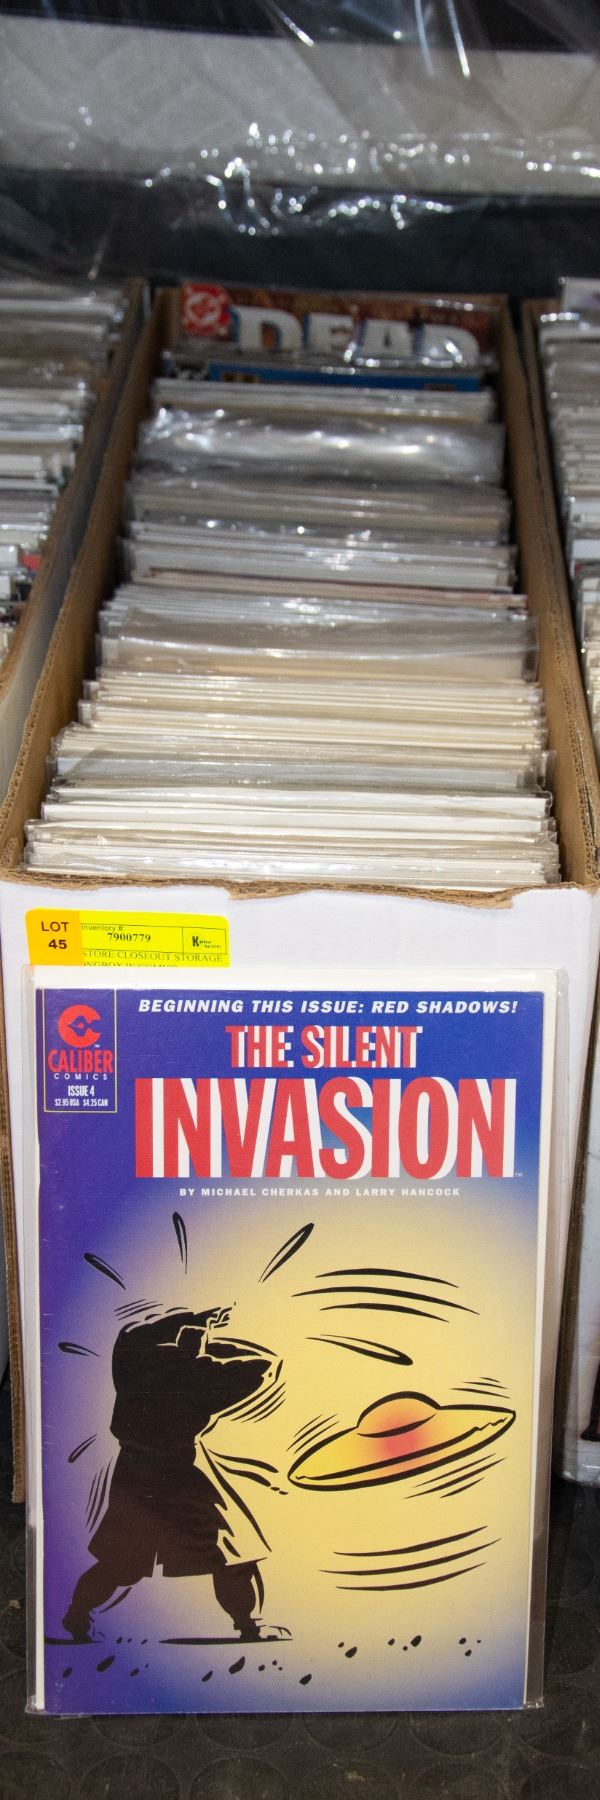 DEAD
LOT
45
Inventory #
7900779
STORE CLOSEOUT STORAGE
BEGINNING THIS ISSUE: RED SHADOWS!
CALIBER
COMICS
ISSUE 4
$2.95 USA $4.25 CAN
THE SILENT
INVASION
BY MICHAEL CHERKAS AND LARRY HANCOCK